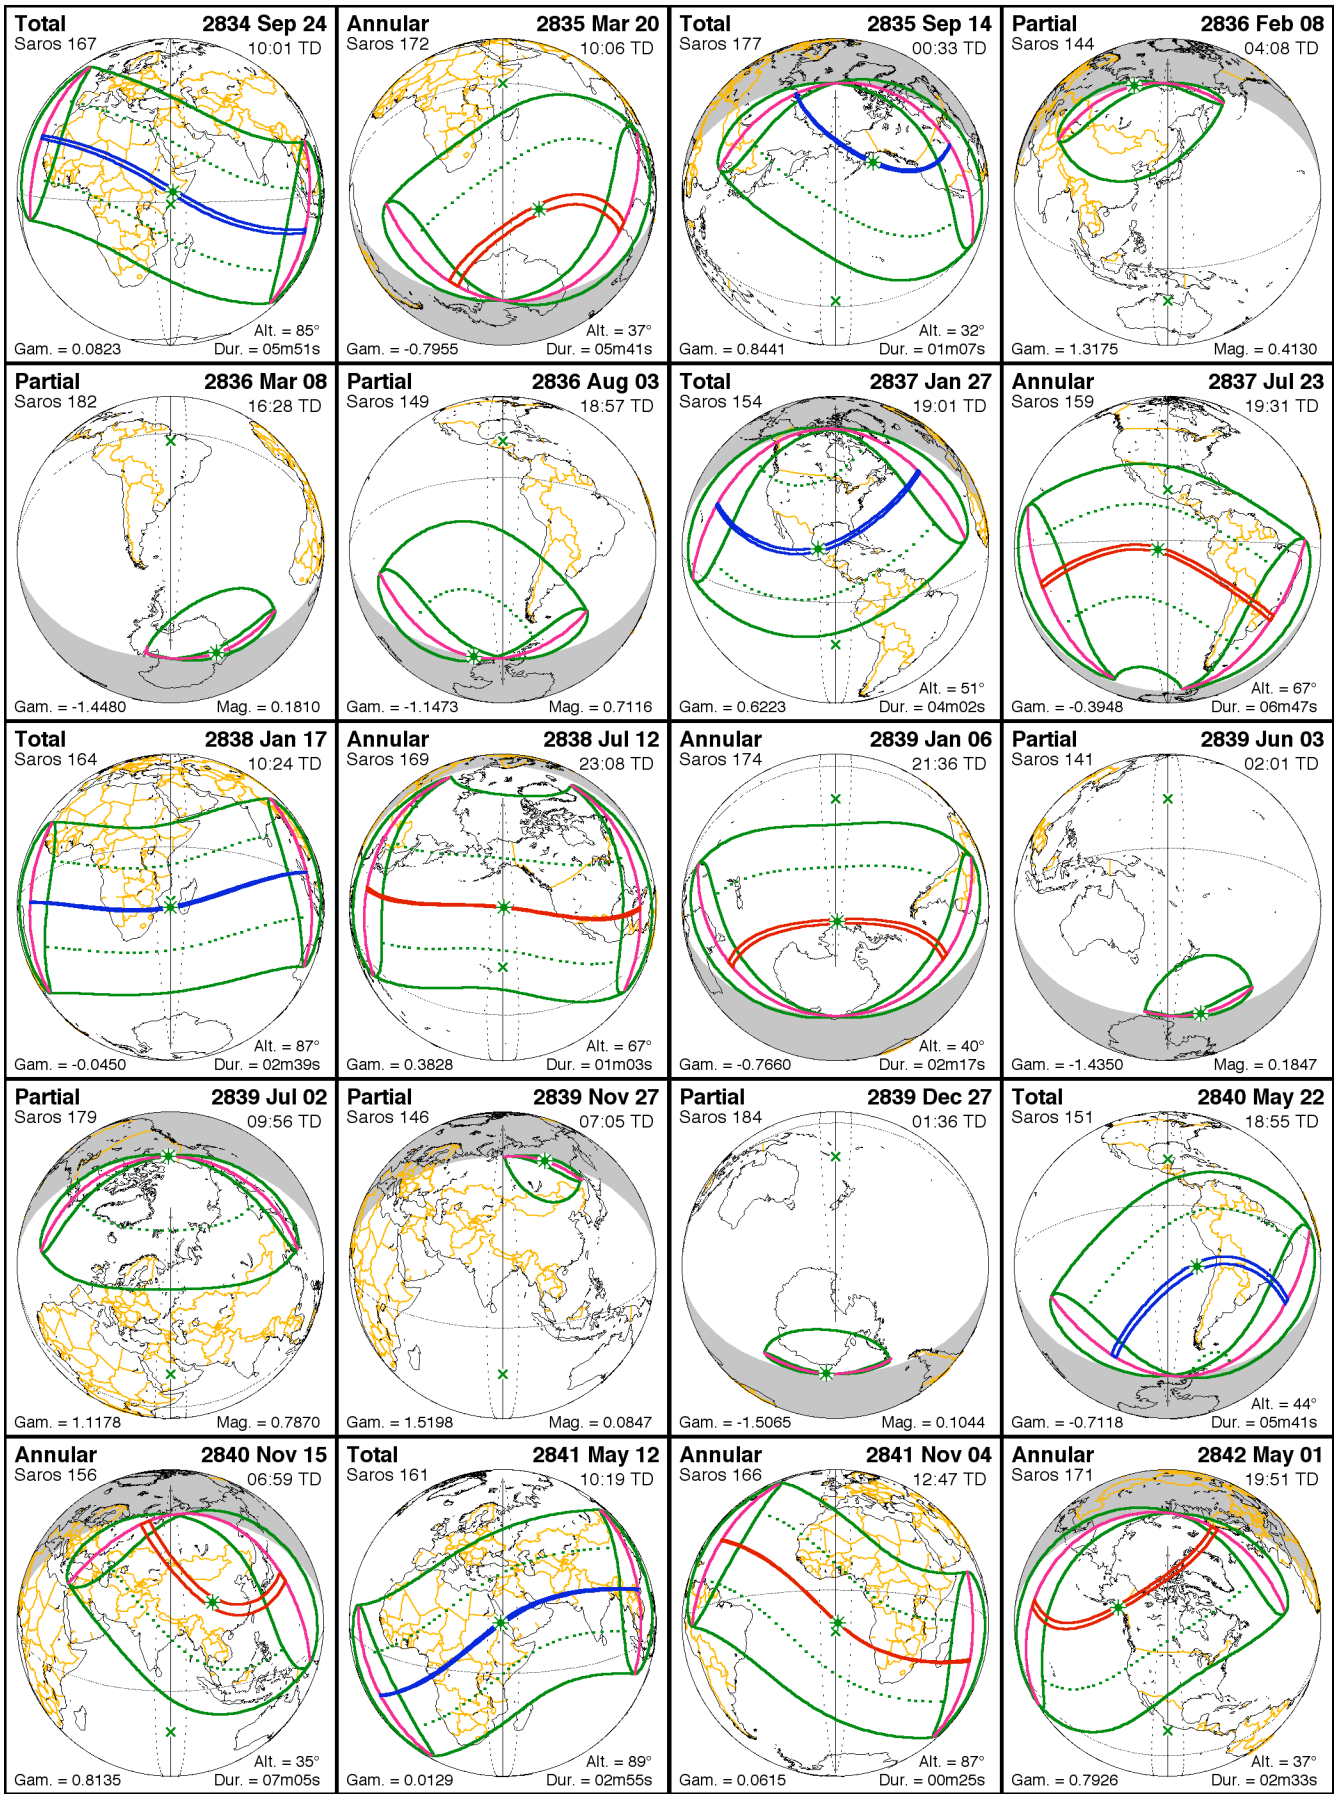 Total 2834 Sep 24
Saros 167 10:01 TD
Alt. = 85°
Gam. = 0.0823 Dur. = 05m51s
Annular 2835 Mar 20
Saros 172 10:06 TD
Alt. = 37°
Gam. = -0.7955 Dur. = 05m41s
Total 2835 Sep 14
Saros 177 00:33 TD
Alt. = 32°
Gam. = 0.8441 Dur. = 01m07s
Partial 2836 Feb 08
Saros 144 04:08 TD
Gam. = 1.3175 Mag. = 0.4130
Partial 2836 Mar 08
Saros 182 16:28 TD
Gam. = -1.4480 Mag. = 0.1810
Partial 2836 Aug 03
Saros 149 18:57 TD
Gam. = -1.1473 Mag. = 0.7116
Total 2837 Jan 27
Saros 154 19:01 TD
Alt. = 51°
Gam. = 0.6223 Dur. = 04m02s
Annular 2837 Jul 23
Saros 159 19:31 TD
Alt. = 67°
Gam. = -0.3948 Dur. = 06m47s
Total 2838 Jan 17
Saros 164 10:24 TD
Alt. = 87°
Gam. = -0.0450 Dur. = 02m39s
Annular 2838 Jul 12
Saros 169 23:08 TD
Alt. = 67°
Gam. = 0.3828 Dur. = 01m03s
Annular 2839 Jan 06
Saros 174 21:36 TD
Alt. = 40°
Gam. = -0.7660 Dur. = 02m17s
Partial 2839 Jun 03
Saros 141 02:01 TD
Gam. = -1.4350 Mag. = 0.1847
Partial 2839 Jul 02
Saros 179 09:56 TD
Gam. = 1.1178 Mag. = 0.7870
Partial 2839 Nov 27
Saros 146 07:05 TD
Gam. = 1.5198 Mag. = 0.0847
Partial 2839 Dec 27
Saros 184 01:36 TD
Gam. = -1.5065 Mag. = 0.1044
Total 2840 May 22
Saros 151 18:55 TD
Alt. = 44°
Gam. = -0.7118 Dur. = 05m41s
Annular 2840 Nov 15
Saros 156 06:59 TD
Alt. = 35°
Gam. = 0.8135 Dur. = 07m05s
Total 2841 May 12
Saros 161 10:19 TD
Alt. = 89°
Gam. = 0.0129 Dur. = 02m55s
Annular 2841 Nov 04
Saros 166 12:47 TD
Alt. = 87°
Gam. = 0.0615 Dur. = 00m25s
Annular 2842 May 01
Saros 171 19:51 TD
Alt. = 37°
Gam. = 0.7926 Dur. = 02m33s